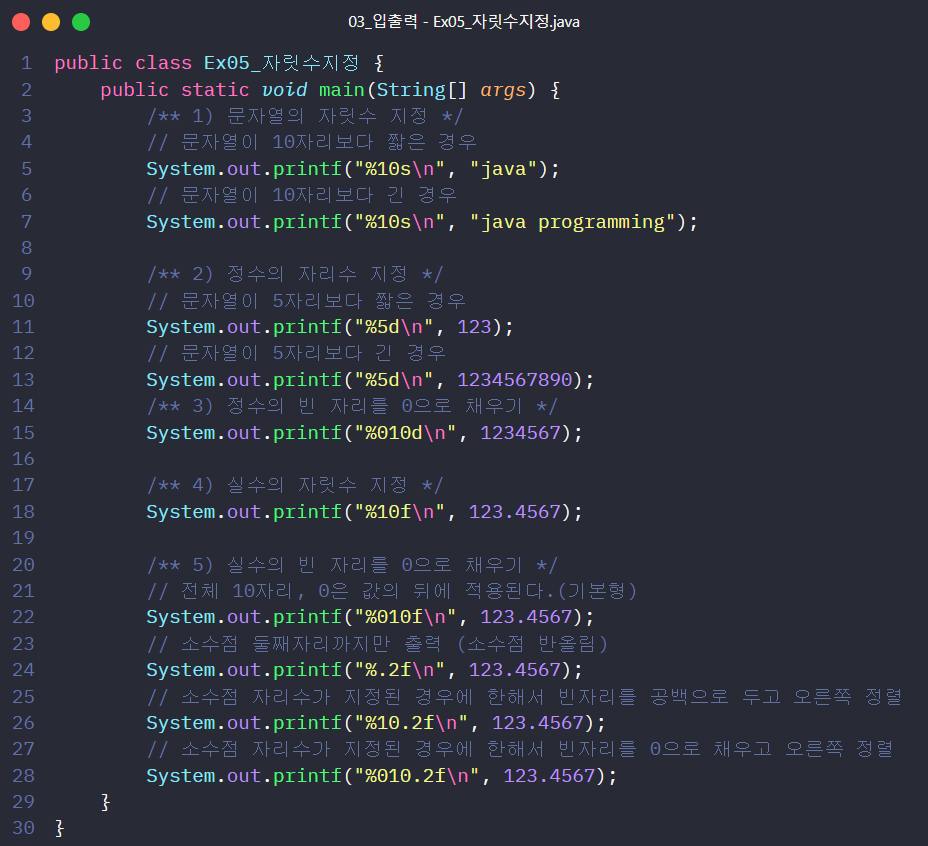 03_입출력 - Ex05_자릿수지정.java
1 public class Ex05_자릿수지정 {
2     public static void main(String[] args) {
3         /** 1) 문자열의 자릿수 지정 */
4         // 문자열이 10자리보다 짧은 경우
5         System.out.printf("%10s\n", "java");
6         // 문자열이 10자리보다 긴 경우
7         System.out.printf("%10s\n", "java programming");
8
9         /** 2) 정수의 자리수 지정 */
10         // 문자열이 5자리보다 짧은 경우
11         System.out.printf("%5d\n", 123);
12         // 문자열이 5자리보다 긴 경우
13         System.out.printf("%5d\n", 1234567890);
14         /** 3) 정수의 빈 자리를 0으로 채우기 */
15         System.out.printf("%010d\n", 1234567);
16
17         /** 4) 실수의 자릿수 지정 */
18         System.out.printf("%10f\n", 123.4567);
19
20         /** 5) 실수의 빈 자리를 0으로 채우기 */
21         // 전체 10자리, 0은 값의 뒤에 적용된다.(기본형)
22         System.out.printf("%010f\n", 123.4567);
23         // 소수점 둘째자리까지만 출력 (소수점 반올림)
24         System.out.printf("%.2f\n", 123.4567);
25         // 소수점 자리수가 지정된 경우에 한해서 빈자리를 공백으로 두고 오른쪽 정렬
26         System.out.printf("%10.2f\n", 123.4567);
27         // 소수점 자리수가 지정된 경우에 한해서 빈자리를 0으로 채우고 오른쪽 정렬
28         System.out.printf("%010.2f\n", 123.4567);
29     }
30 }